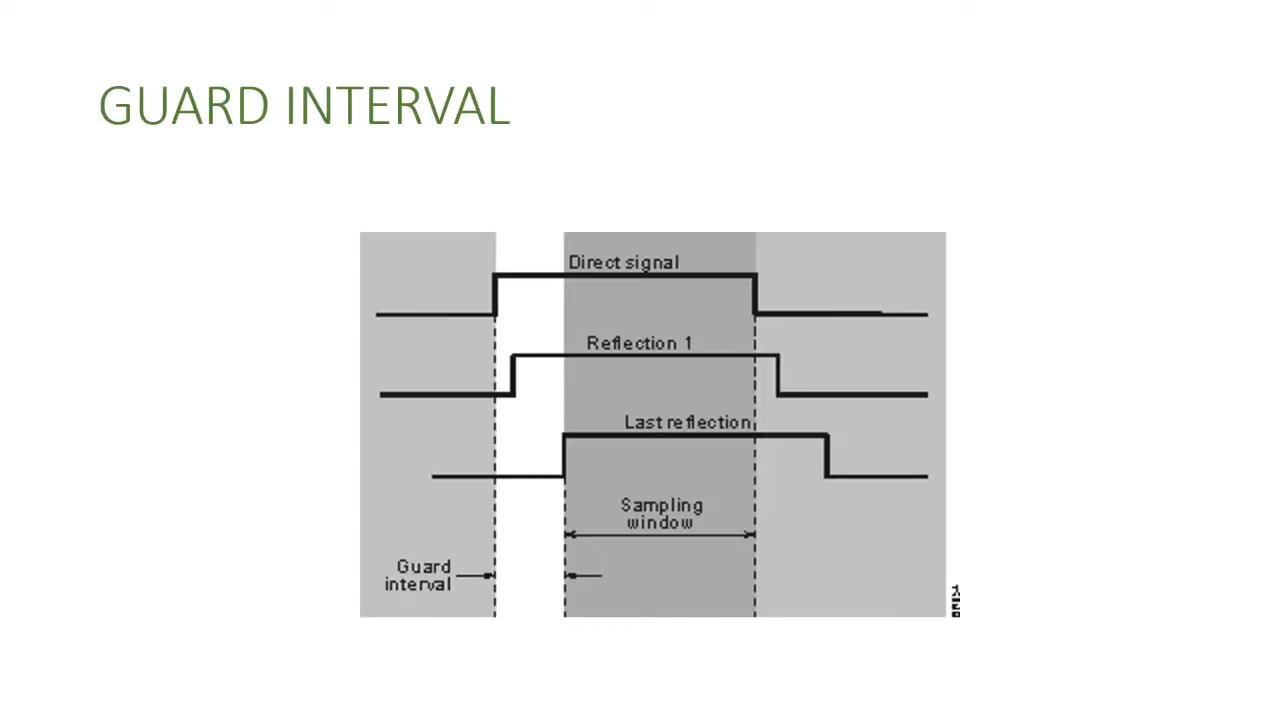 GUARD INTERVAL
Direct signal
Reflection 1
Last reflection
Sampling
window
Guard
interval